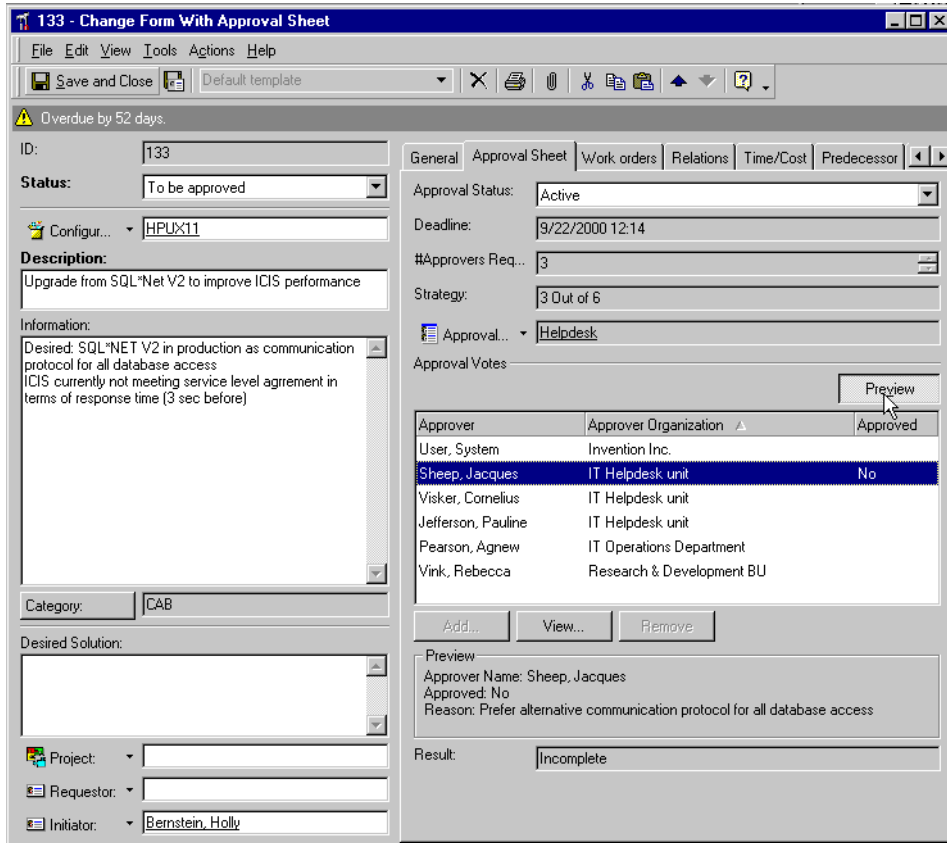 133 - Change Form With Approval Sheet
File Edit View Tools Actions Help
Save and Close Default template
Overdue by 52 days.
ID: 133
Status: To be approved
Configur... HPUX11
Description:
Upgrade from SQL*Net V2 to improve ICIS performance
Information:
Desired: SQL*NET V2 in production as communication
protocol for all database access
ICIS currently not meeting service level agrrement in
terms of response time (3 sec before)
Category: CAB
Desired Solution:
Project:
Requestor:
Initiator: Bernstein, Holly
General Approval Sheet Work orders Relations Time/Cost Predecessor
Approval Status: Active
Deadline: 9/22/2000 12:14
#Approvers Req... 3
Strategy: 3 Out of 6
Approval... Helpdesk
Approval Votes
Preview
Approver Approver Organization Approved
User, System Invention Inc.
Sheep, Jacques IT Helpdesk unit No
Visker, Cornelius IT Helpdesk unit
Jefferson, Pauline IT Helpdesk unit
Pearson, Agnew IT Operations Department
Vink, Rebecca Research & Development BU
Add... View... Remove
Preview
Approver Name: Sheep, Jacques
Approved: No
Reason: Prefer alternative communication protocol for all database access
Result: Incomplete